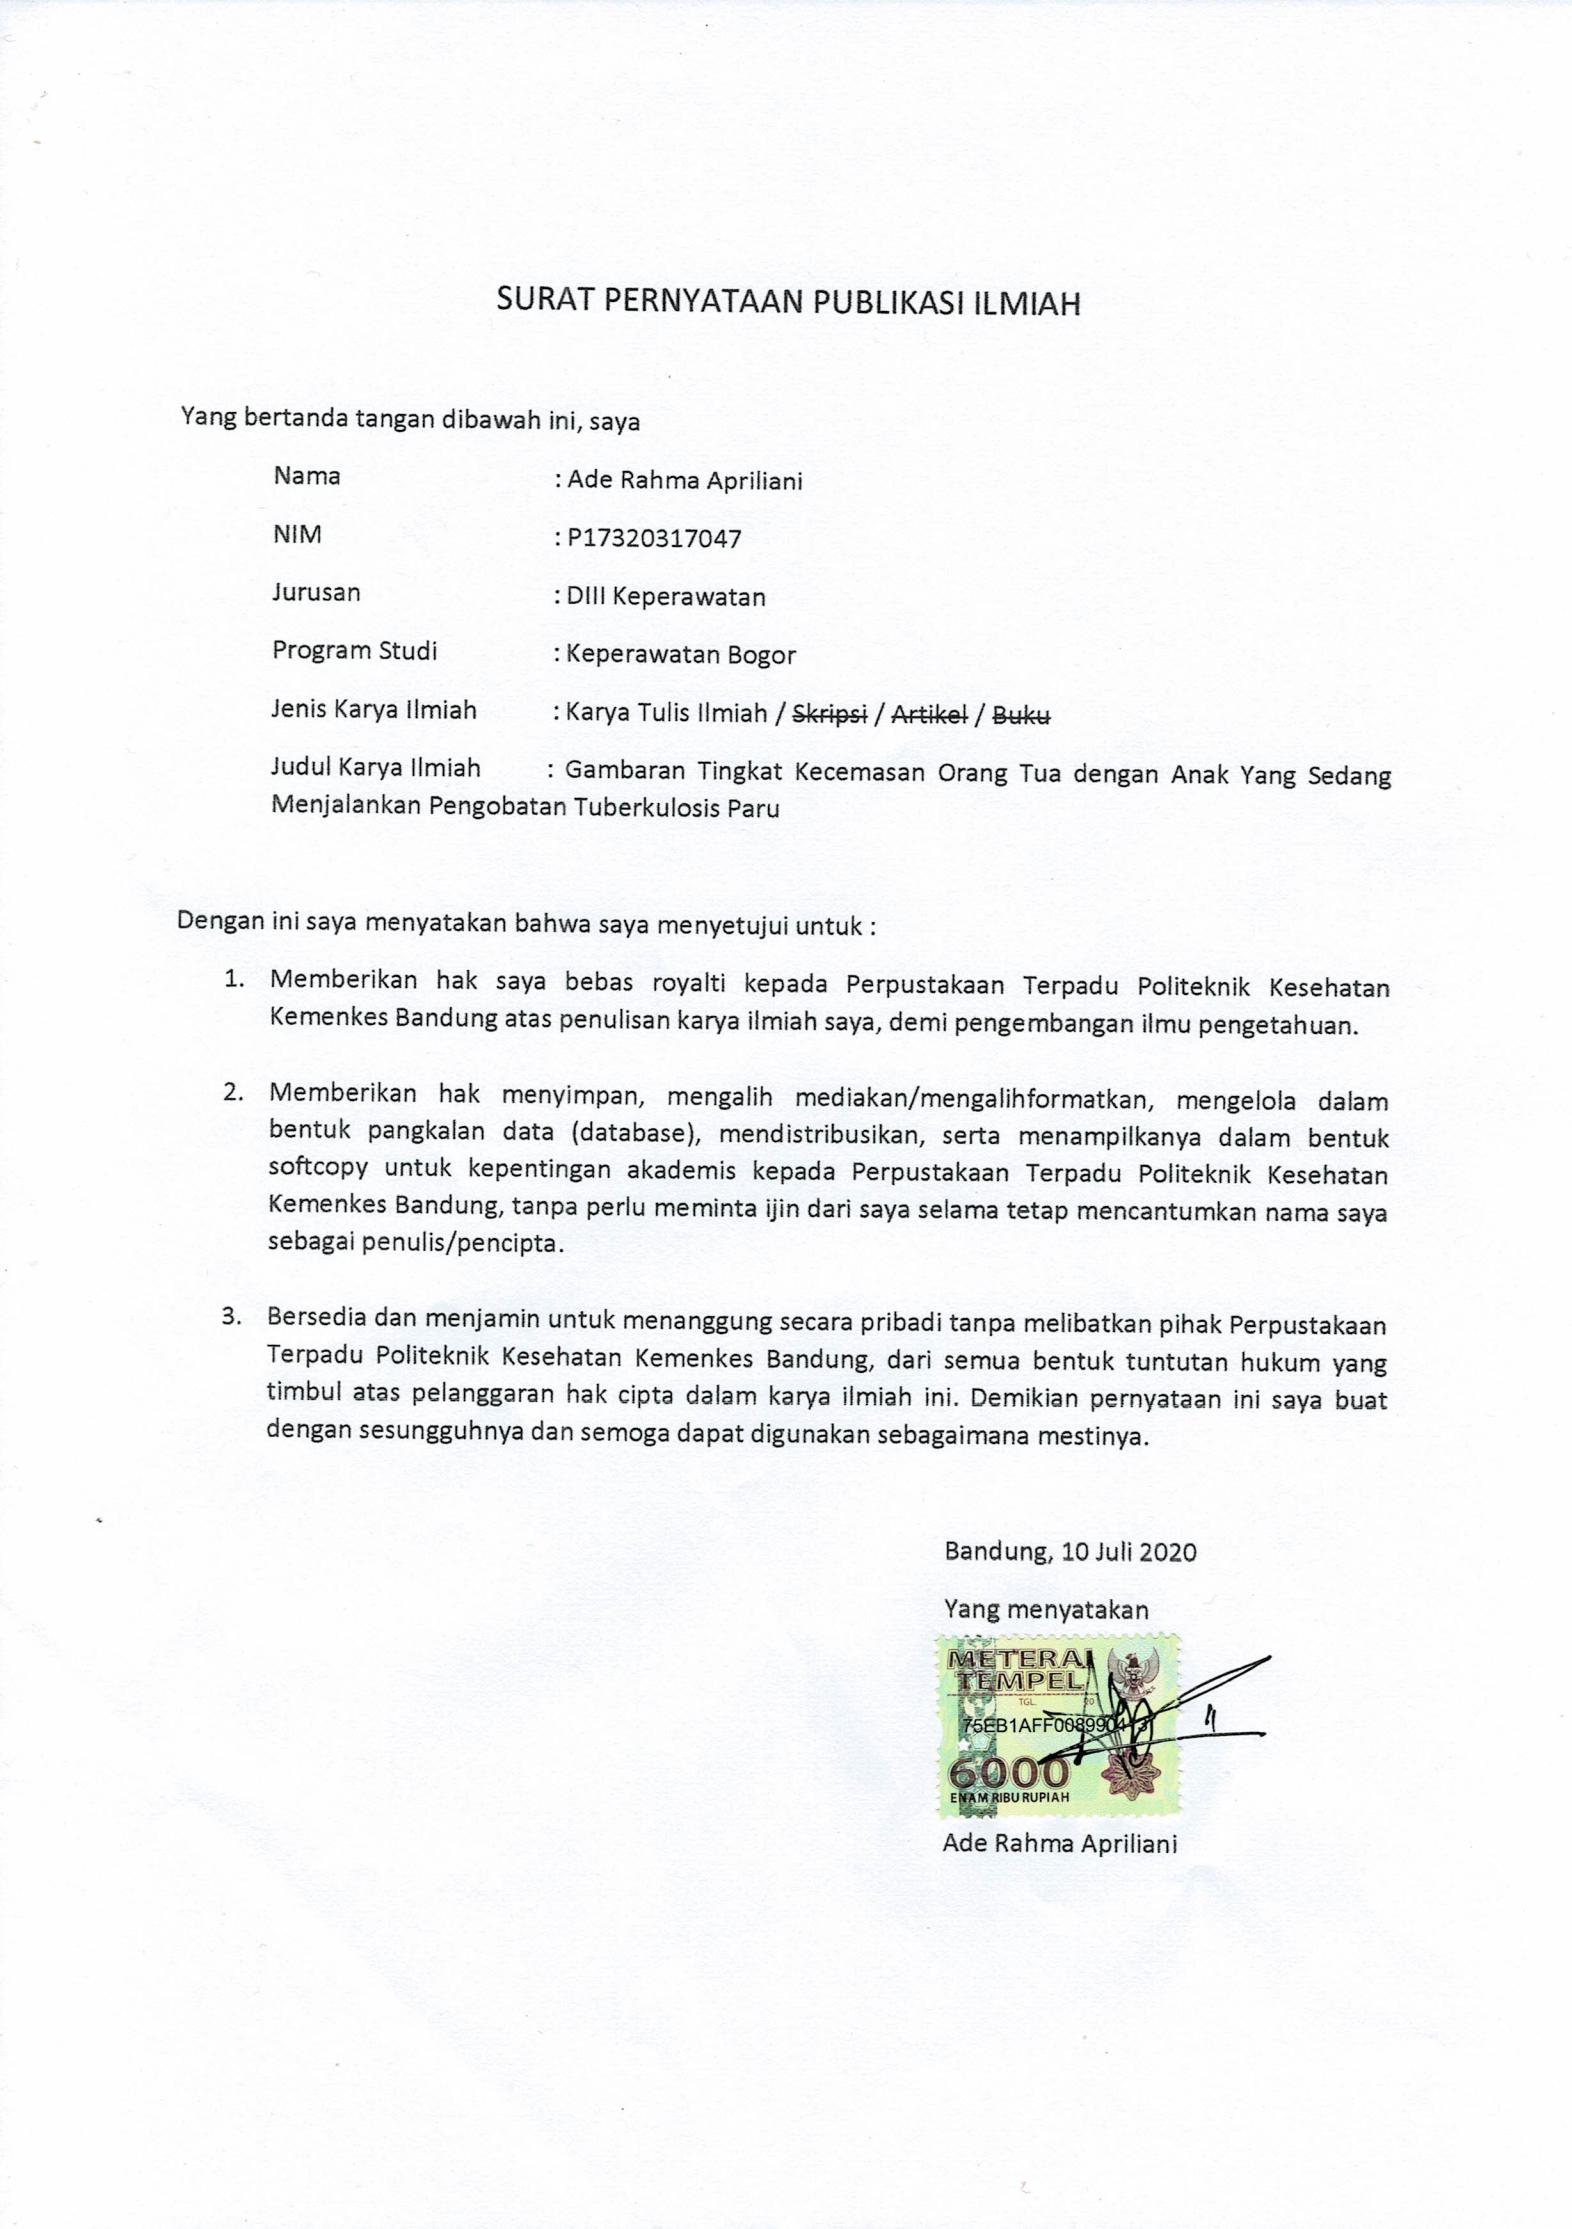 SURAT PERNYATAAN PUBLIKASI ILMIAH
Yang bertanda tangan dibawah ini, saya
Nama : Ade Rahma Apriliani
NIM : P17320317047
Jurusan : DIII Keperawatan
Program Studi : Keperawatan Bogor
Jenis Karya Ilmiah : Karya Tulis Ilmiah / Skripsi / Artikel / Buku
Judul Karya Ilmiah : Gambaran Tingkat Kecemasan Orang Tua dengan Anak Yang Sedang
Menjalankan Pengobatan Tuberkulosis Paru
Dengan ini saya menyatakan bahwa saya menyetujui untuk :
1. Memberikan hak saya bebas royalti kepada Perpustakaan Terpadu Politeknik Kesehatan
Kemenkes Bandung atas penulisan karya ilmiah saya, demi pengembangan ilmu pengetahuan.
2. Memberikan hak menyimpan, mengalih mediakan/mengalihformatkan, mengelola dalam
bentuk pangkalan data (database), mendistribusikan, serta menampilkanya dalam bentuk
softcopy untuk kepentingan akademis kepada Perpustakaan Terpadu Politeknik Kesehatan
Kemenkes Bandung, tanpa perlu meminta ijin dari saya selama tetap mencantumkan nama saya
sebagai penulis/pencipta.
3. Bersedia dan menjamin untuk menanggung secara pribadi tanpa melibatkan pihak Perpustakaan
Terpadu Politeknik Kesehatan Kemenkes Bandung, dari semua bentuk tuntutan hukum yang
timbul atas pelanggaran hak cipta dalam karya ilmiah ini. Demikian pernyataan ini saya buat
dengan sesungguhnya dan semoga dapat digunakan sebagaimana mestinya.
Bandung, 10 Juli 2020
Yang menyatakan
METERAI
TEMPEL
TGL. 20
6000
ENAM RIBU RUPIAH
Ade Rahma Apriliani